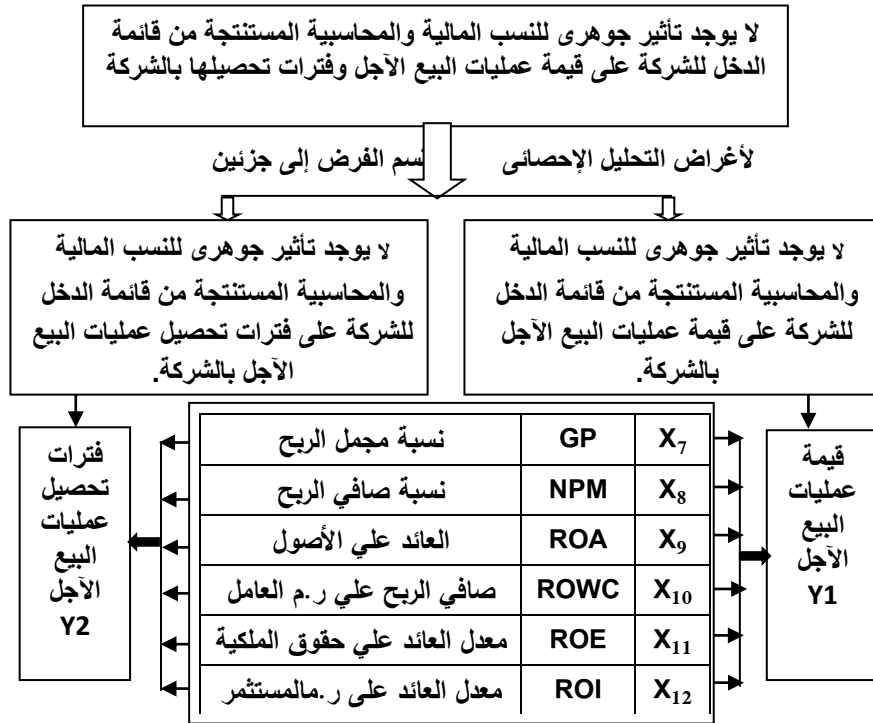 لا يوجد تأثير جوهرى للنسب المالية والمحاسبية المستنتجة من قائمة
الدخل للشركة على قيمة عمليات البيع الآجل وفترات تحصيلها بالشركة
لأغراض التحليل الإحصائى
الفرض إلى جزئين
لا يوجد تأثير جوهرى للنسب المالية
والمحاسبية المستنتجة من قائمة الدخل
للشركة على قيمة عمليات البيع الآجل
بالشركة.
لا يوجد تأثير جوهرى للنسب المالية
والمحاسبية المستنتجة من قائمة الدخل
للشركة على فترات تحصيل عمليات البيع
الآجل بالشركة.
قيمة
عمليات
البيع
الآجل
Y1
X7 GP نسبة مجمل الربح
X8 NPM نسبة صافي الربح
X9 ROA العائد علي الأصول
X10 ROWC صافي الربح علي ر.م العامل
X11 ROE معدل العائد علي حقوق الملكية
X12 ROI معدل العائد على ر.مالمستثمر
فترات
تحصيل
عمليات
البيع
الآجل
Y2